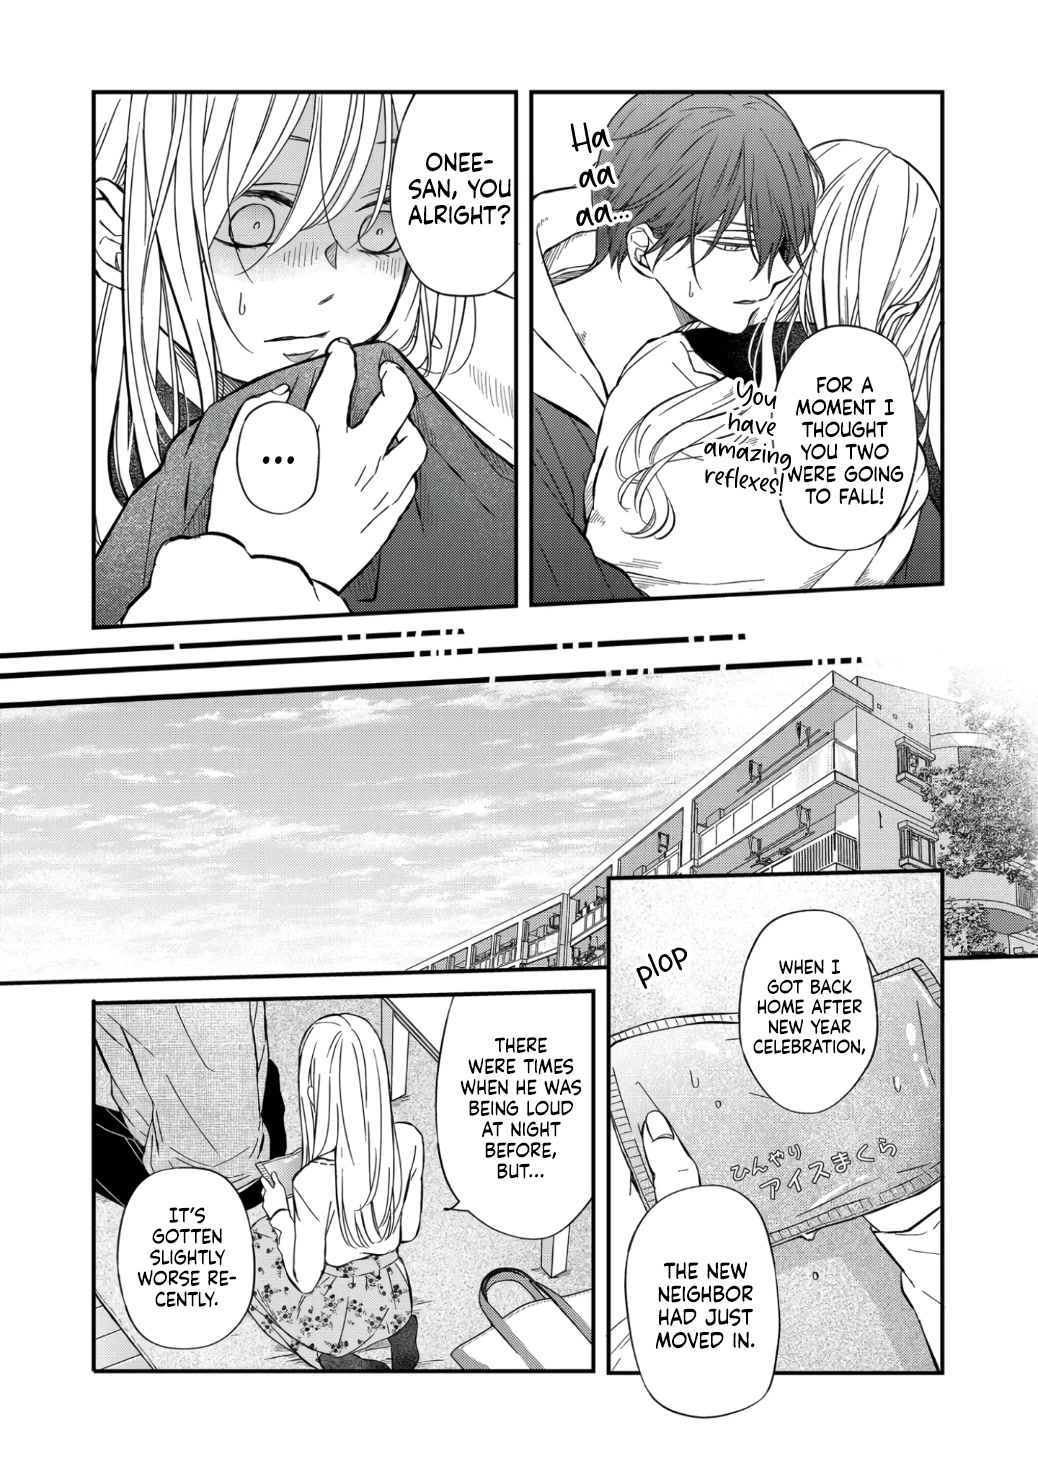 Ha
aa
aa...
FOR A
MOMENT I
THOUGHT
YOU TWO
WERE GOING
TO FALL!
You
have
amazing
reflexes!
ONEE-
SAN, YOU
ALRIGHT?
...
plop
WHEN I
GOT BACK
HOME AFTER
NEW YEAR
CELEBRATION,
ひんやり
アイスまくら
THE NEW
NEIGHBOR
HAD JUST
MOVED IN.
THERE
WERE TIMES
WHEN HE WAS
BEING LOUD
AT NIGHT
BEFORE,
BUT...
IT'S
GOTTEN
SLIGHTLY
WORSE RE-
CENTLY.